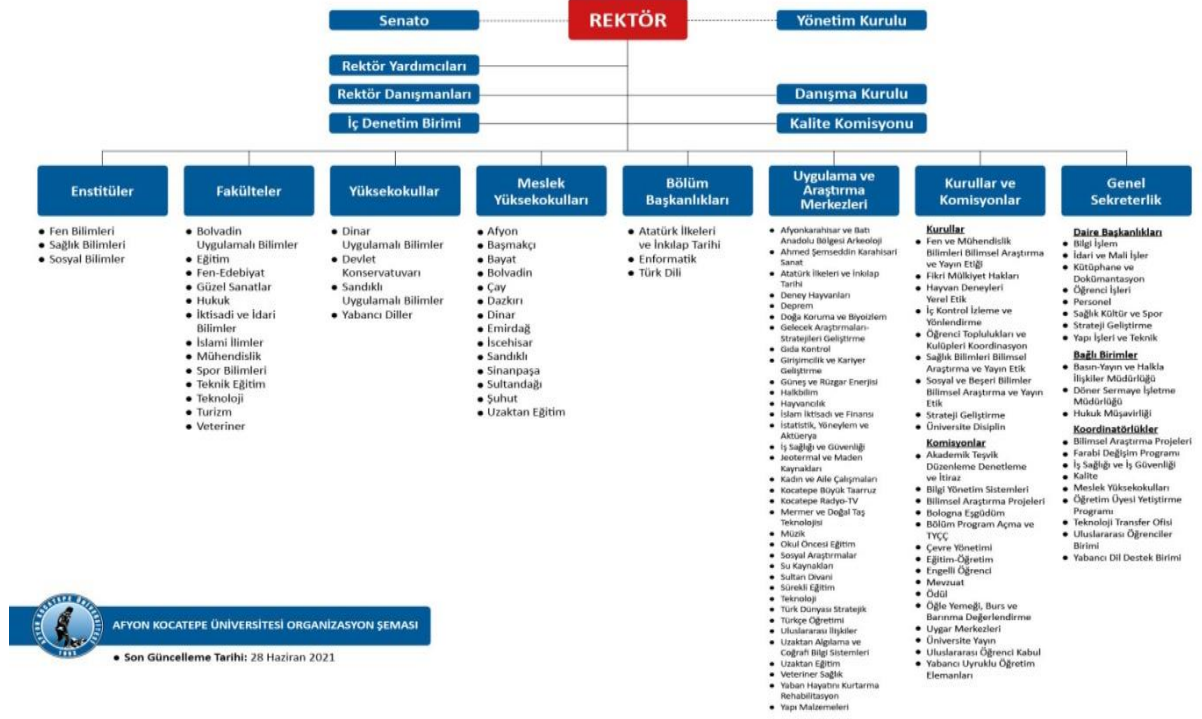 Senato
REKTÖR
Yönetim Kurulu
Rektör Yardımcıları
Rektör Danışmanları
Danışma Kurulu
İç Denetim Birimi
Kalite Komisyonu
Enstitüler
• Fen Bilimleri
• Sağlık Bilimleri
• Sosyal Bilimler
Fakülteler
• Bolvadin
Uygulamalı Bilimler
• Eğitim
• Fen-Edebiyat
• Güzel Sanatlar
• Hukuk
• İktisadi ve İdari
Bilimler
• İslami İlimler
• Mühendislik
• Spor Bilimleri
• Teknik Eğitim
• Teknoloji
• Turizm
• Veteriner
Yüksekokullar
• Dinar
Uygulamalı Bilimler
• Devlet
Konservatuvarı
• Sandıklı
Uygulamalı Bilimler
• Yabancı Diller
Meslek
Yüksekokulları
• Afyon
• Başmakçı
• Bayat
• Bolvadin
• Çay
• Dazkırı
• Dinar
• Emirdağ
• İscehisar
• Sandıklı
• Sinanpaşa
• Sultandağı
• Şuhut
• Uzaktan Eğitim
Bölüm
Başkanlıkları
• Atatürk İlkeleri
ve İnkılap Tarihi
• Enformatik
• Türk Dili
Uygulama ve
Araştırma
Merkezleri
• Afyonkarahisar ve Batı
Anadolu Bölgesi Arkeoloji
• Ahmed Şemseddin Karahisari
Sanat
• Atatürk İlkeleri ve İnkılap
Tarihi
• Deney Hayvanları
• Deprem
• Doğa Koruma ve Biyoizlem
• Gelecek Araştırmaları-
Stratejileri Geliştirme
• Gıda Kontrol
• Girişimcilik ve Kariyer
Geliştirme
• Güneş ve Rüzgar Enerjisi
• Halkbilim
• Hayvancılık
• İslam İktisadı ve Finansı
• İstatistik, Yöneylem ve
Aktüerya
• İş Sağlığı ve Güvenliği
• Jeotermal ve Maden
Kaynakları
• Kadın ve Aile Çalışmaları
• Kocatepe Büyük Taarruz
• Kocatepe Radyo-TV
• Mermer ve Doğal Taş
Teknolojisi
• Müzik
• Okul Öncesi Eğitim
• Sosyal Araştırmalar
• Su Kaynakları
• Sultan Divani
• Sürekli Eğitim
• Teknoloji
• Türk Dünyası Stratejik
• Türkçe Öğretimi
• Uluslararası İlişkiler
• Uzaktan Algılama ve
Coğrafi Bilgi Sistemleri
• Uzaktan Eğitim
• Veteriner Sağlık
• Yaban Hayatını Kurtarma
Rehabilitasyon
• Yapı Malzemeleri
Kurullar ve
Komisyonlar
Kurullar
• Fen ve Mühendislik
Bilimleri Bilimsel Araştırma
ve Yayın Etiği
• Fikri Mülkiyet Hakları
• Hayvan Deneyleri
Yerel Etik
• İç Kontrol İzleme ve
Yönlendirme
• Öğrenci Toplulukları ve
Kulüpleri Koordinasyon
• Sağlık Bilimleri Bilimsel
Araştırma ve Yayın Etik
• Sosyal ve Beşeri Bilimler
Bilimsel Araştırma ve Yayın
Etik
• Strateji Geliştirme
• Üniversite Disiplin
Komisyonlar
• Akademik Teşvik
Düzenleme Denetleme
ve İtiraz
• Bilgi Yönetim Sistemleri
• Bilimsel Araştırma Projeleri
• Bologna Eşgüdüm
• Bölüm Program Açma ve
TYÇÇ
• Çevre Yönetimi
• Eğitim-Öğretim
• Engelli Öğrenci
• Mevzuat
• Ödül
• Öğle Yemeği, Burs ve
Barınma Değerlendirme
• Uygar Merkezleri
• Üniversite Yayın
• Uluslararası Öğrenci Kabul
• Yabancı Uyruklu Öğretim
Elemanları
Genel
Sekreterlik
Daire Başkanlıkları
• Bilgi İşlem
• İdari ve Mali İşler
• Kütüphane ve
Dokümantasyon
• Öğrenci İşleri
• Personel
• Sağlık Kültür ve Spor
• Strateji Geliştirme
• Yapı İşleri ve Teknik
Bağlı Birimler
• Basın-Yayın ve Halkla
İlişkiler Müdürlüğü
• Döner Sermaye İşletme
Müdürlüğü
• Hukuk Müşavirliği
Koordinatörlükler
• Bilimsel Araştırma Projeleri
• Farabi Değişim Programı
• İş Sağlığı ve İş Güvenliği
• Kalite
• Meslek Yüksekokulları
• Öğretim Üyesi Yetiştirme
Programı
• Teknoloji Transfer Ofisi
• Uluslararası Öğrenciler
Birimi
• Yabancı Dil Destek Birimi
AFYON KOCATEPE ÜNİVERSİTESİ
1992
AFYON KOCATEPE ÜNİVERSİTESİ ORGANİZASYON ŞEMASI
• Son Güncelleme Tarihi: 28 Haziran 2021